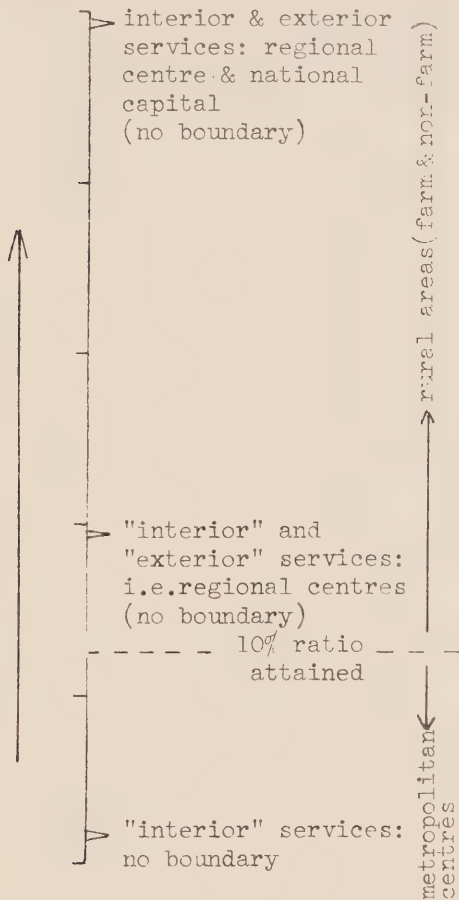 interior & exterior
services: regional
centre & national
capital
(no boundary)
rural areas(farm & non-farm)
"interior" and
"exterior" services:
i.e.regional centres
(no boundary)
10% ratio
attained
"interior" services:
no boundary
metropolitan
centres